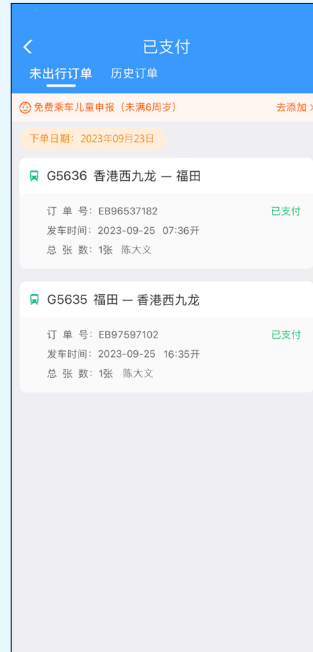 已支付
未出行订单 历史订单
免费乘车儿童申报（未满6周岁） 去添加
下单日期：2023年09月23日
G5636 香港西九龙 — 福田
订 单 号：EB96537182 已支付
发车时间：2023-09-25 07:36开
总 张 数：1张 陈大义
G5635 福田 — 香港西九龙
订 单 号：EB97597102 已支付
发车时间：2023-09-25 16:35开
总 张 数：1张 陈大义